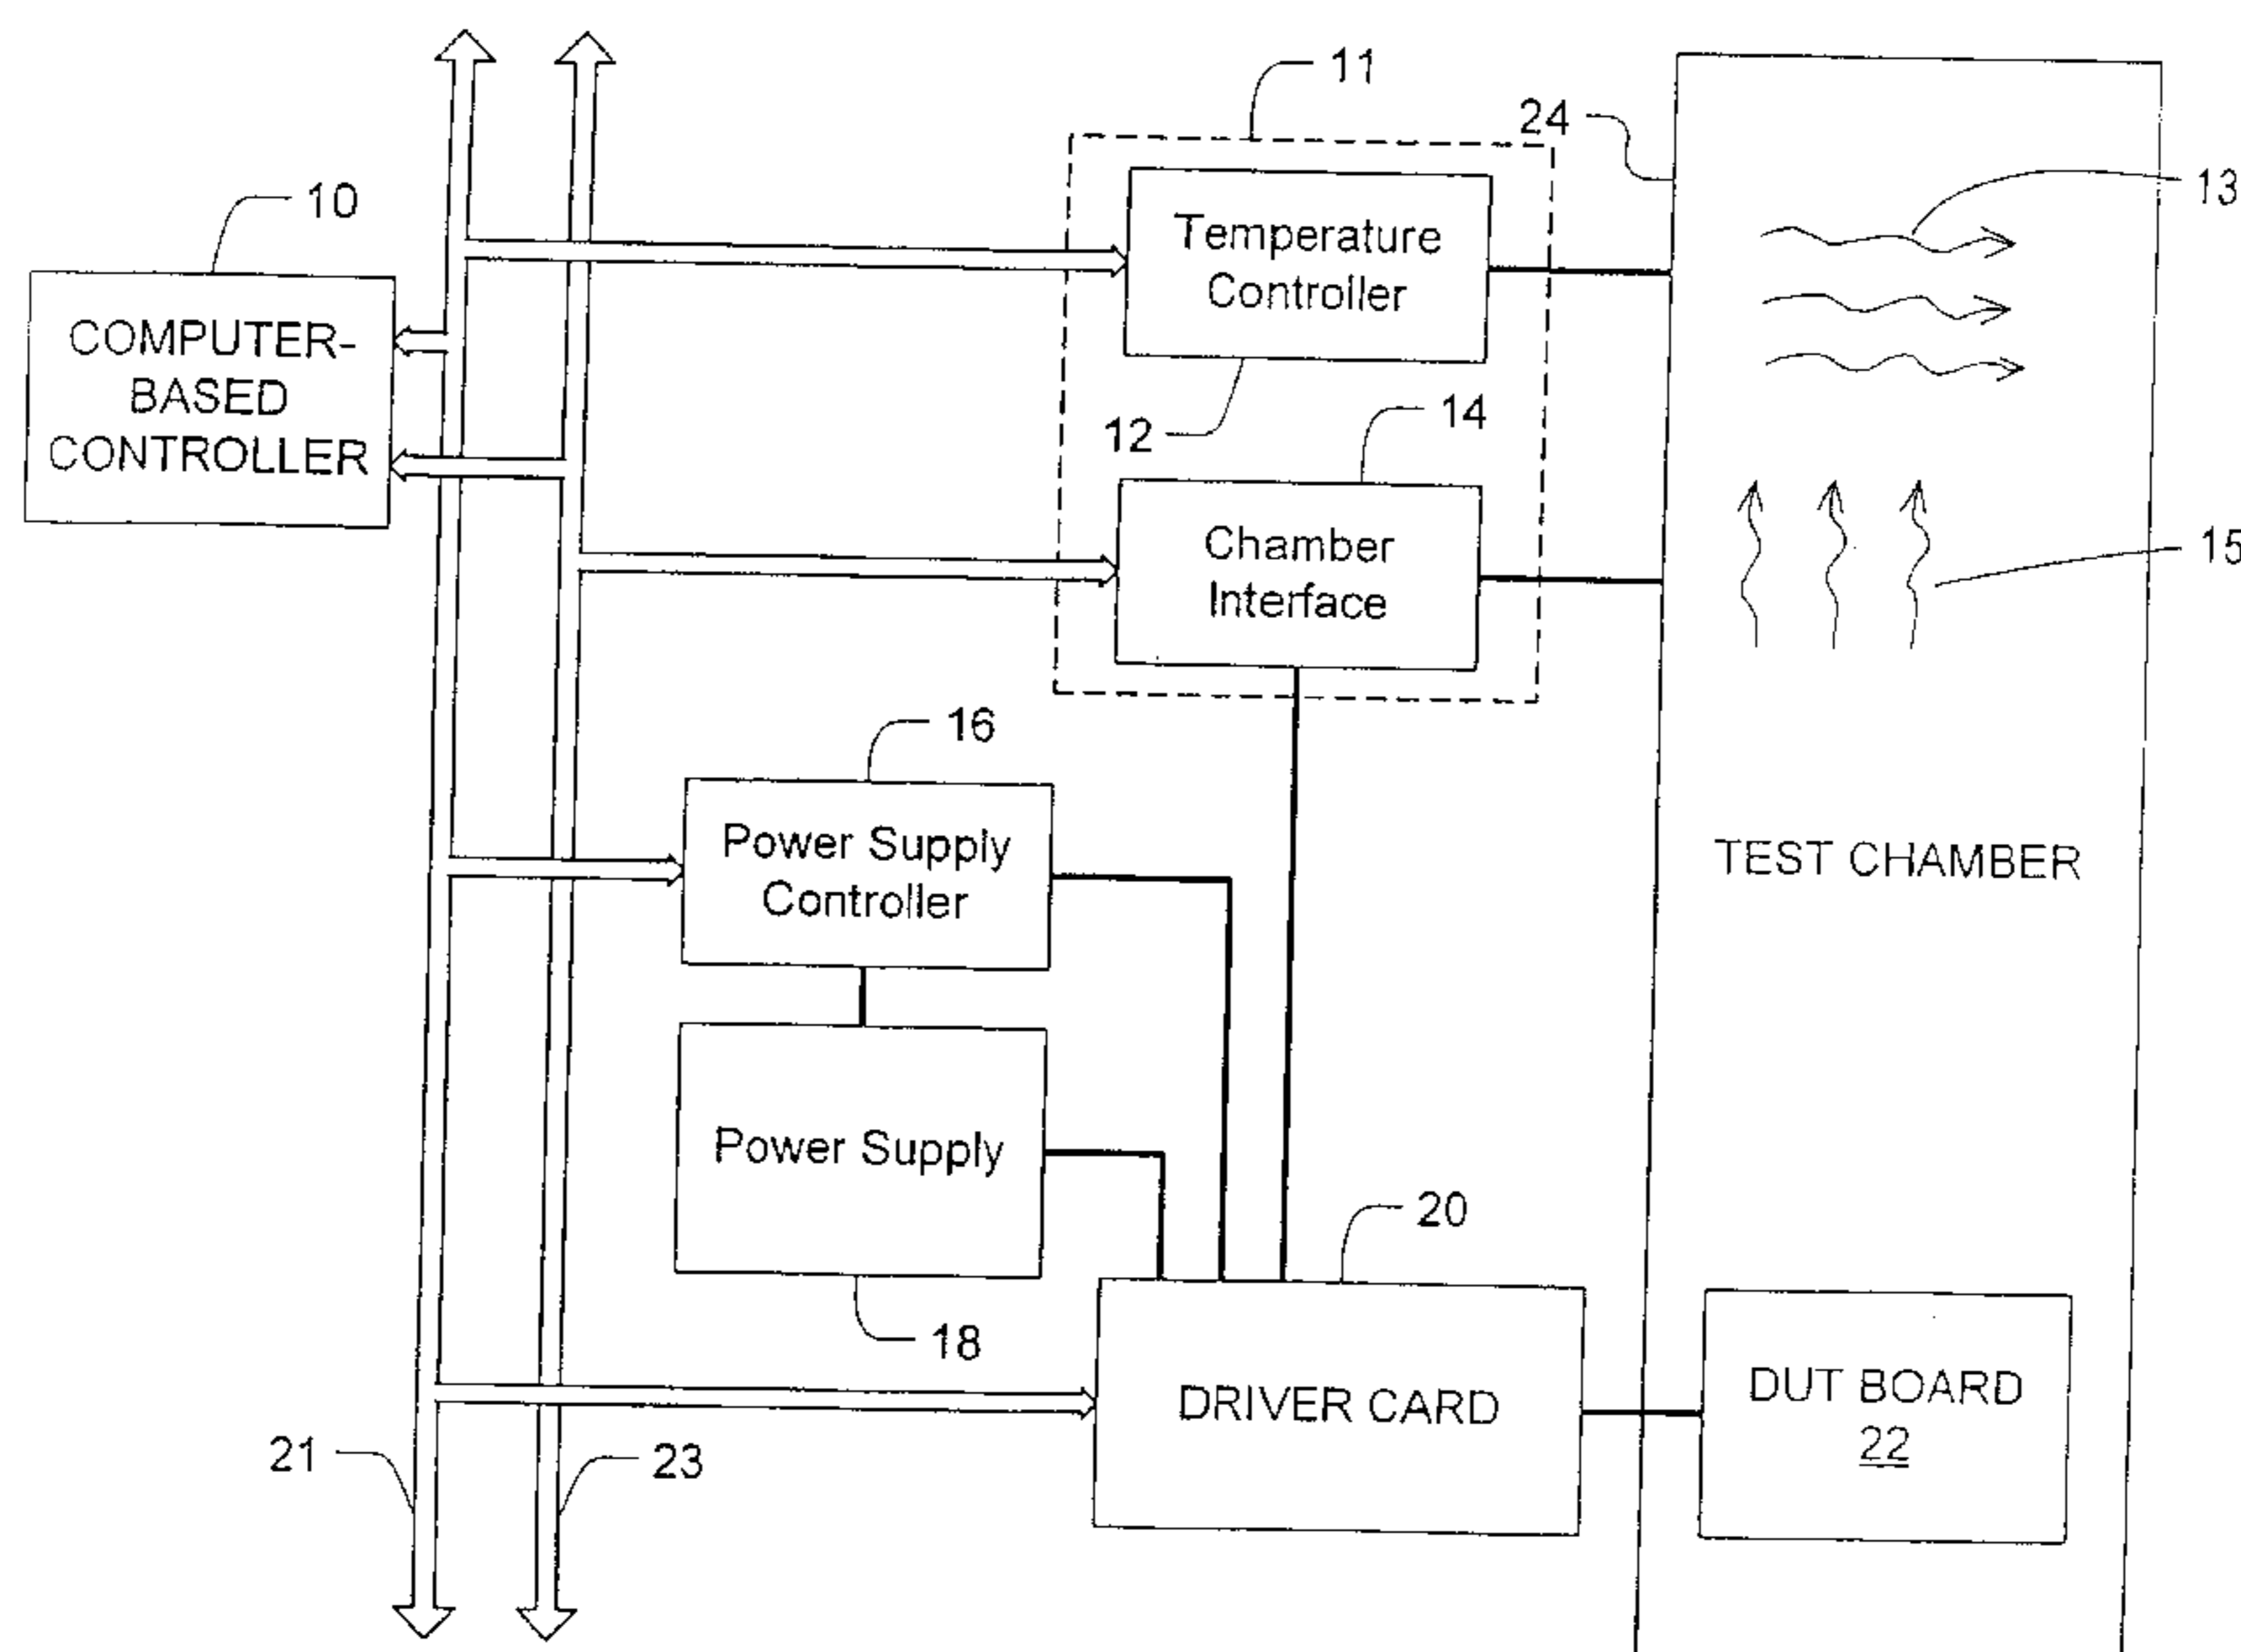 11
24
10
13
Temperature
Controller
COMPUTER-
BASED
CONTROLLER
12
14
Chamber
Interface
15
16
Power Supply
Controller
TEST CHAMBER
Power Supply
20
18
DRIVER CARD
DUT BOARD
22
21
23